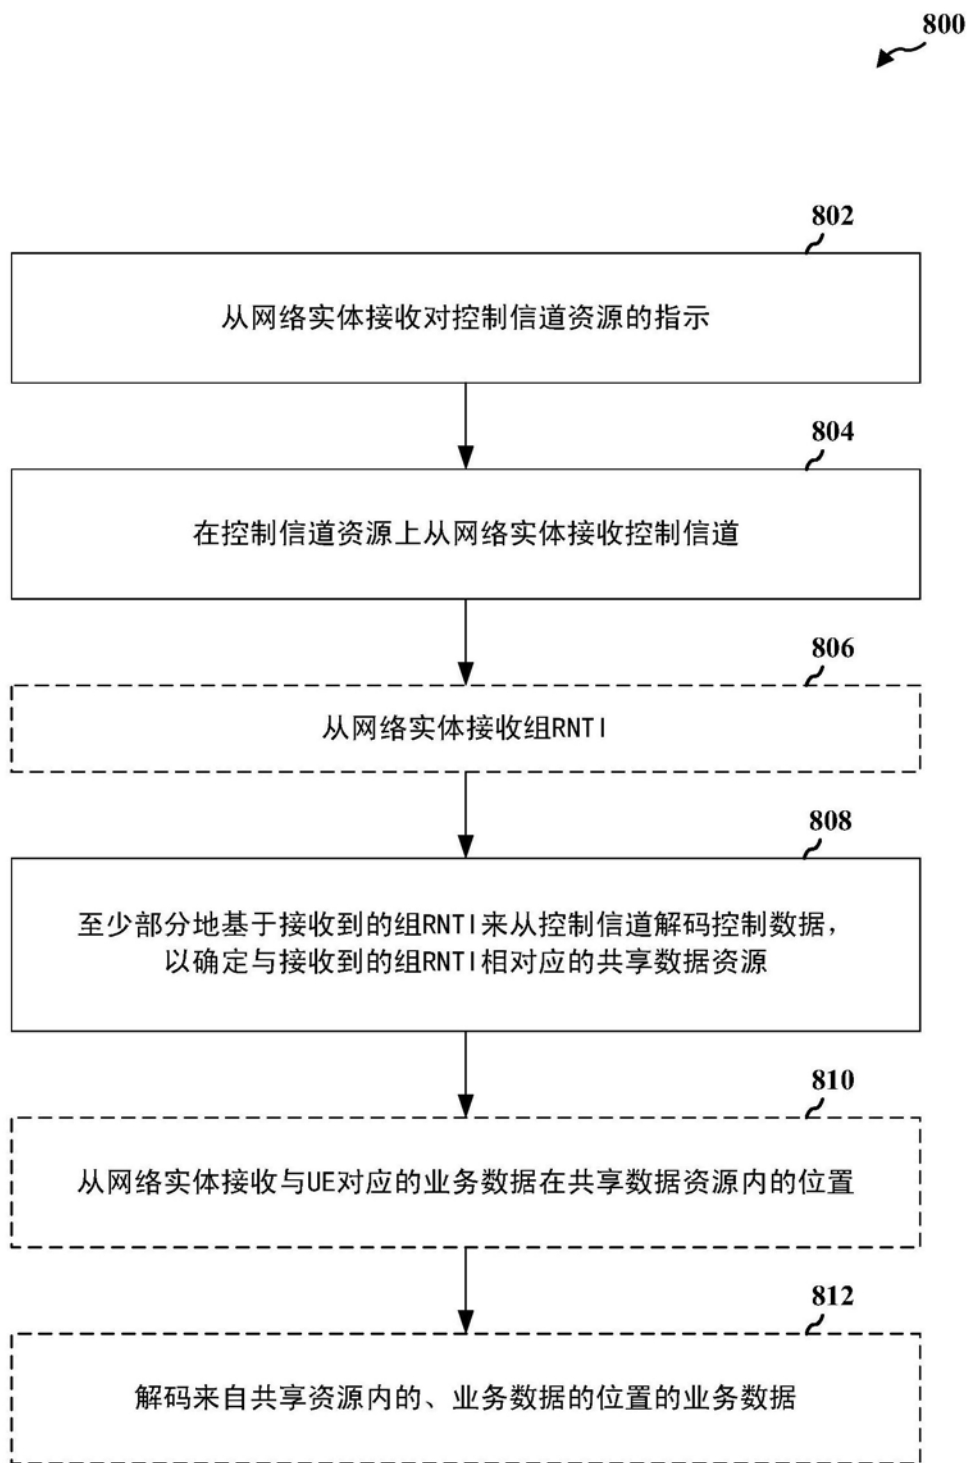 800
802
从网络实体接收对控制信道资源的指示
804
在控制信道资源上从网络实体接收控制信道
806
从网络实体接收组RNTI
808
至少部分地基于接收到的组RNTI来从控制信道解码控制数据，
以确定与接收到的组RNTI相对应的共享数据资源
810
从网络实体接收与UE对应的业务数据在共享数据资源内的位置
812
解码来自共享资源内的、业务数据的位置的业务数据